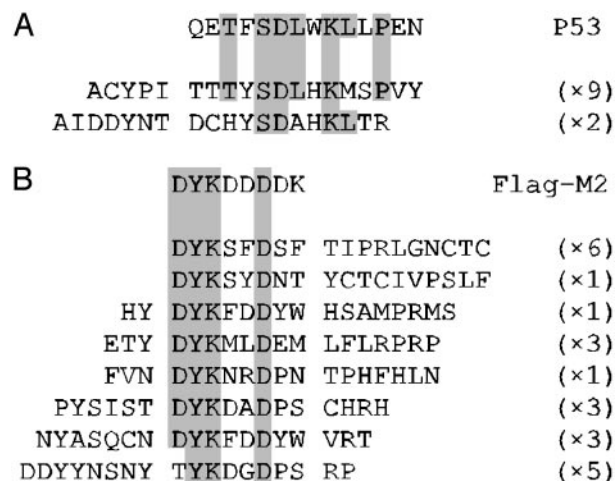 A QETFSDLWKLLPEN P53
ACYPI TTTYSDLHKMSPVY (×9)
AIDDYNT DCHYSDAHKLTR (×2)
B DYKDDDDK Flag-M2
DYKSFDSF TIPRLGNCTC (×6)
DYKSYDNT YCTCIVPSLF (×1)
HY DYKFDDYW HSAMPRMS (×1)
ETY DYKMLDEM LFLRPRP (×3)
FVN DYKNRDPN TPHFHLN (×1)
PYSIST DYKDADPS CHRH (×3)
NYASQCN DYKFDDYW VRT (×3)
DDYYNSNY TYKDGDPS RP (×5)